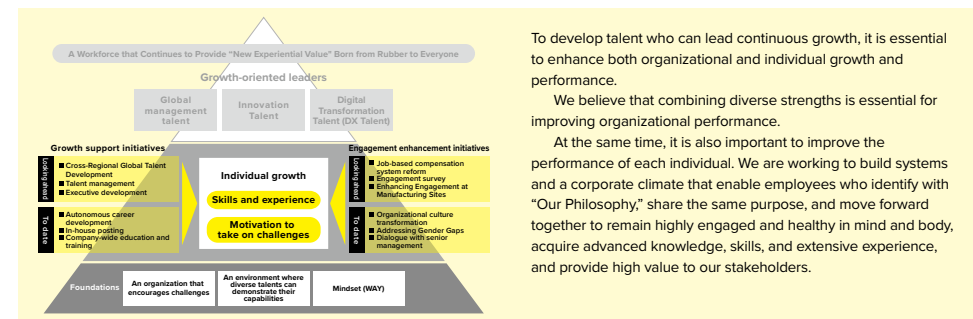 A Workforce that Continues to Provide "New Experiential Value" Born from Rubber to Everyone
Growth-oriented leaders
Global
management
talent
Innovation
Talent
Digital
Transformation
Talent (DX Talent)
Growth support initiatives
Looking ahead
■ Cross-Regional Global Talent
Development
■ Talent management
■ Executive development
To date
■ Autonomous career
development
■ In-house posting
■ Company-wide education and
training
Individual growth
Skills and experience
Motivation to
take on challenges
Engagement enhancement initiatives
Looking ahead
■ Job-based compensation
system reform
■ Engagement survey
■ Enhancing Engagement at
Manufacturing Sites
To date
■ Organizational culture
transformation
■ Addressing Gender Gaps
■ Dialogue with senior
management
Foundations
An organization that
encourages challenges
An environment where
diverse talents can
demonstrate their
capabilities
Mindset (WAY)
To develop talent who can lead continuous growth, it is essential
to enhance both organizational and individual growth and
performance.
We believe that combining diverse strengths is essential for
improving organizational performance.
At the same time, it is also important to improve the
performance of each individual. We are working to build systems
and a corporate climate that enable employees who identify with
"Our Philosophy," share the same purpose, and move forward
together to remain highly engaged and healthy in mind and body,
acquire advanced knowledge, skills, and extensive experience,
and provide high value to our stakeholders.